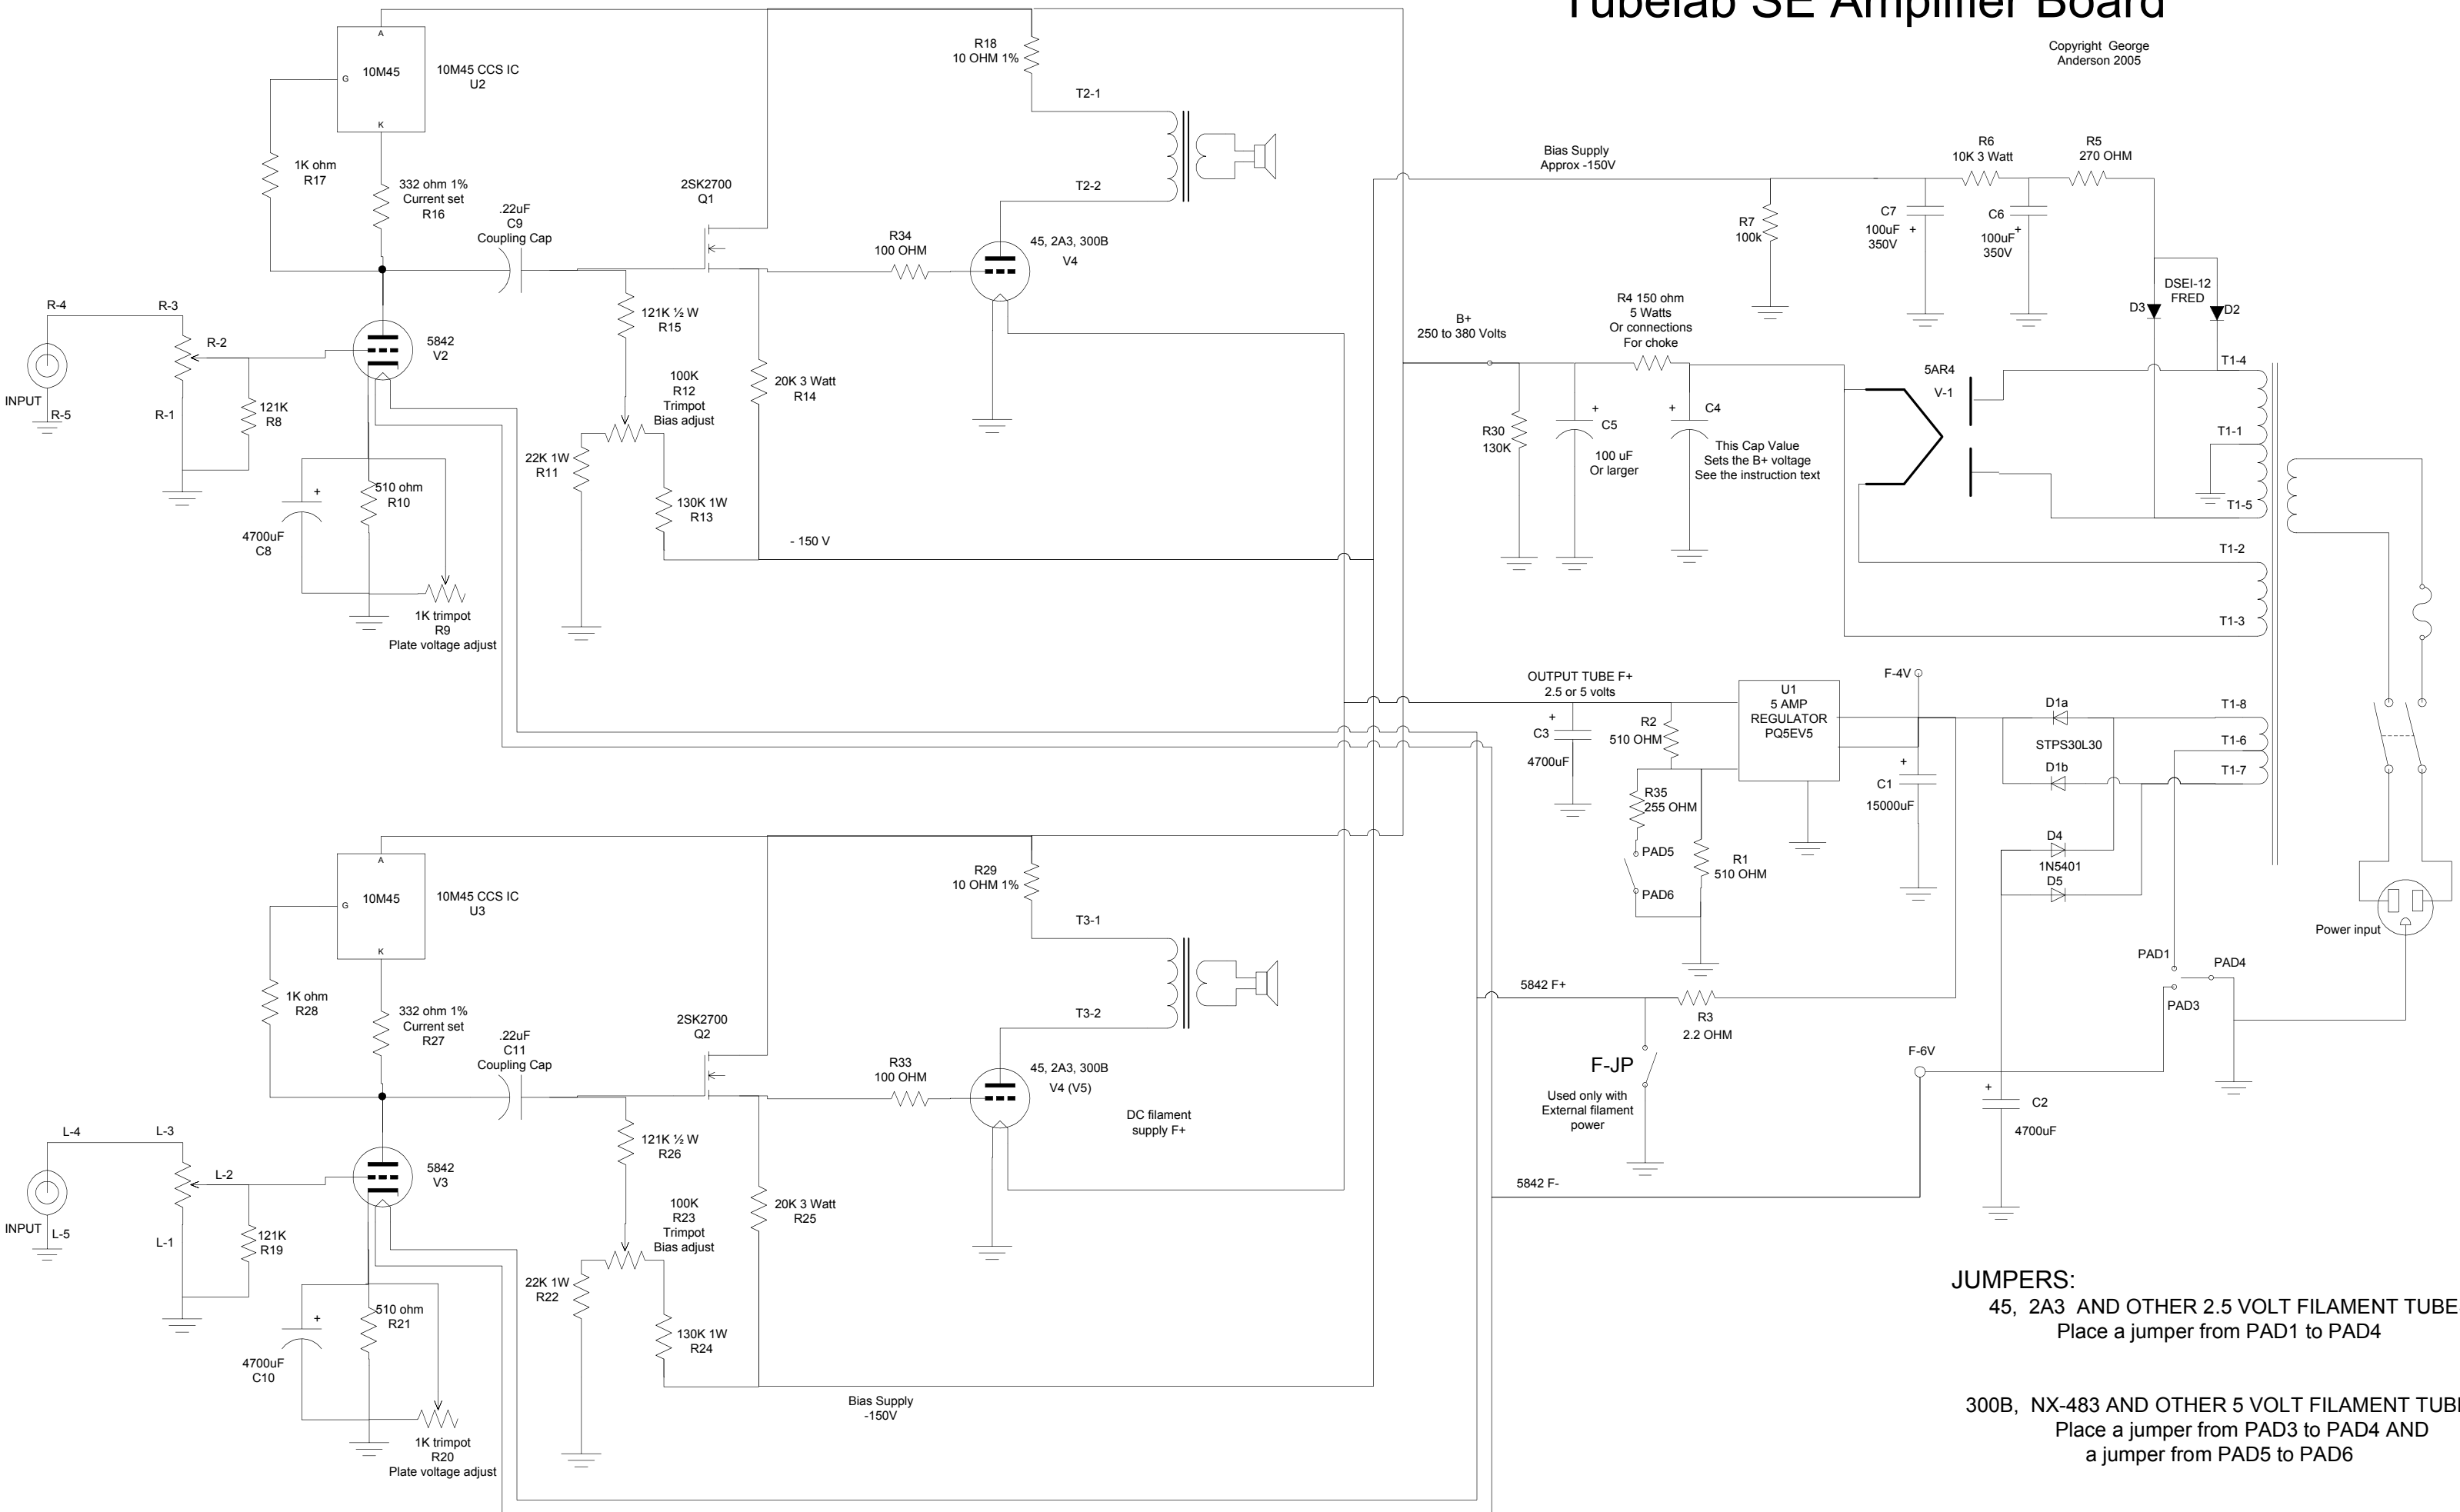 Tubelab SE Amplifier Board
Copyright George
Anderson 2005
A
10M45
G
K
10M45 CCS IC
U2
1K ohm
R17
332 ohm 1%
Current set
R16
.22uF
C9
Coupling Cap
2SK2700
Q1
R18
10 OHM 1%
T2-1
T2-2
R34
100 OHM
45, 2A3, 300B
V4
R-4
R-3
R-2
INPUT
R-5
R-1
121K
R8
5842
V2
121K ½ W
R15
100K
R12
Trimpot
Bias adjust
20K 3 Watt
R14
22K 1W
R11
130K 1W
R13
510 ohm
R10
+
4700uF
C8
1K trimpot
R9
Plate voltage adjust
- 150 V
Bias Supply
Approx -150V
R6
10K 3 Watt
R5
270 OHM
R7
100k
C7
100uF
350V
+
C6
100uF
350V
+
DSEI-12
FRED
D3
D2
B+
250 to 380 Volts
R4 150 ohm
5 Watts
Or connections
For choke
R30
130K
+
C5
100 uF
Or larger
+
C4
This Cap Value
Sets the B+ voltage
See the instruction text
5AR4
V-1
T1-4
T1-1
T1-5
T1-2
T1-3
OUTPUT TUBE F+
2.5 or 5 volts
+
C3
4700uF
R2
510 OHM
U1
5 AMP
REGULATOR
PQ5EV5
F-4V
R35
255 OHM
PAD5
PAD6
R1
510 OHM
+
C1
15000uF
D1a
STPS30L30
D1b
T1-8
T1-6
T1-7
D4
1N5401
D5
Power input
PAD1
PAD4
PAD3
5842 F+
R3
2.2 OHM
F-JP
Used only with
External filament
power
F-6V
+
C2
4700uF
5842 F-
A
10M45
G
K
10M45 CCS IC
U3
1K ohm
R28
332 ohm 1%
Current set
R27
.22uF
C11
Coupling Cap
2SK2700
Q2
R29
10 OHM 1%
T3-1
T3-2
R33
100 OHM
45, 2A3, 300B
V4 (V5)
DC filament
supply F+
L-4
L-3
L-2
INPUT
L-5
L-1
121K
R19
5842
V3
121K ½ W
R26
100K
R23
Trimpot
Bias adjust
20K 3 Watt
R25
22K 1W
R22
130K 1W
R24
510 ohm
R21
+
4700uF
C10
1K trimpot
R20
Plate voltage adjust
Bias Supply
-150V
JUMPERS:
45, 2A3 AND OTHER 2.5 VOLT FILAMENT TUBE
Place a jumper from PAD1 to PAD4
300B, NX-483 AND OTHER 5 VOLT FILAMENT TUB
Place a jumper from PAD3 to PAD4 AND
a jumper from PAD5 to PAD6